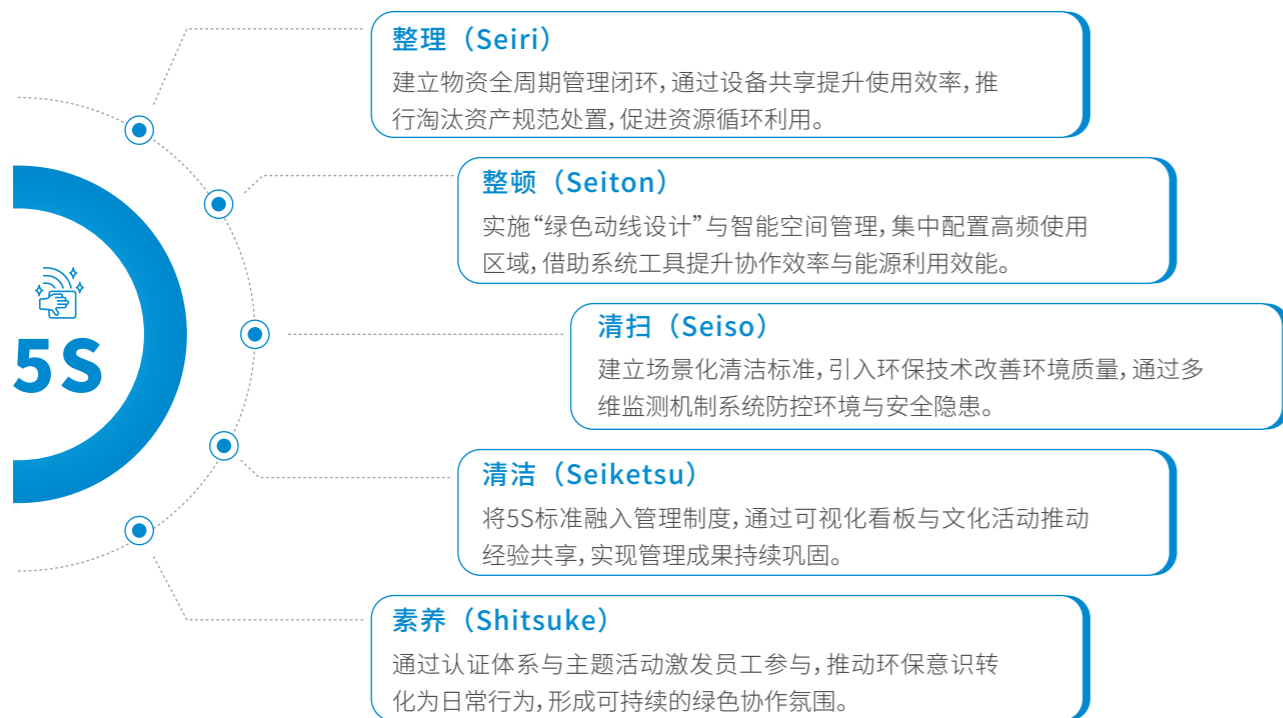 整理（Seiri）
建立物资全周期管理闭环，通过设备共享提升使用效率，推
行淘汰资产规范处置，促进资源循环利用。
整顿（Seiton）
实施“绿色动线设计”与智能空间管理，集中配置高频使用
区域，借助系统工具提升协作效率与能源利用效能。
5S
清扫（Seiso）
建立场景化清洁标准，引入环保技术改善环境质量，通过多
维监测机制系统防控环境与安全隐患。
清洁（Seiketsu）
将5S标准融入管理制度，通过可视化看板与文化活动推动
经验共享，实现管理成果持续巩固。
素养（Shitsuke）
通过认证体系与主题活动激发员工参与，推动环保意识转
化为日常行为，形成可持续的绿色协作氛围。